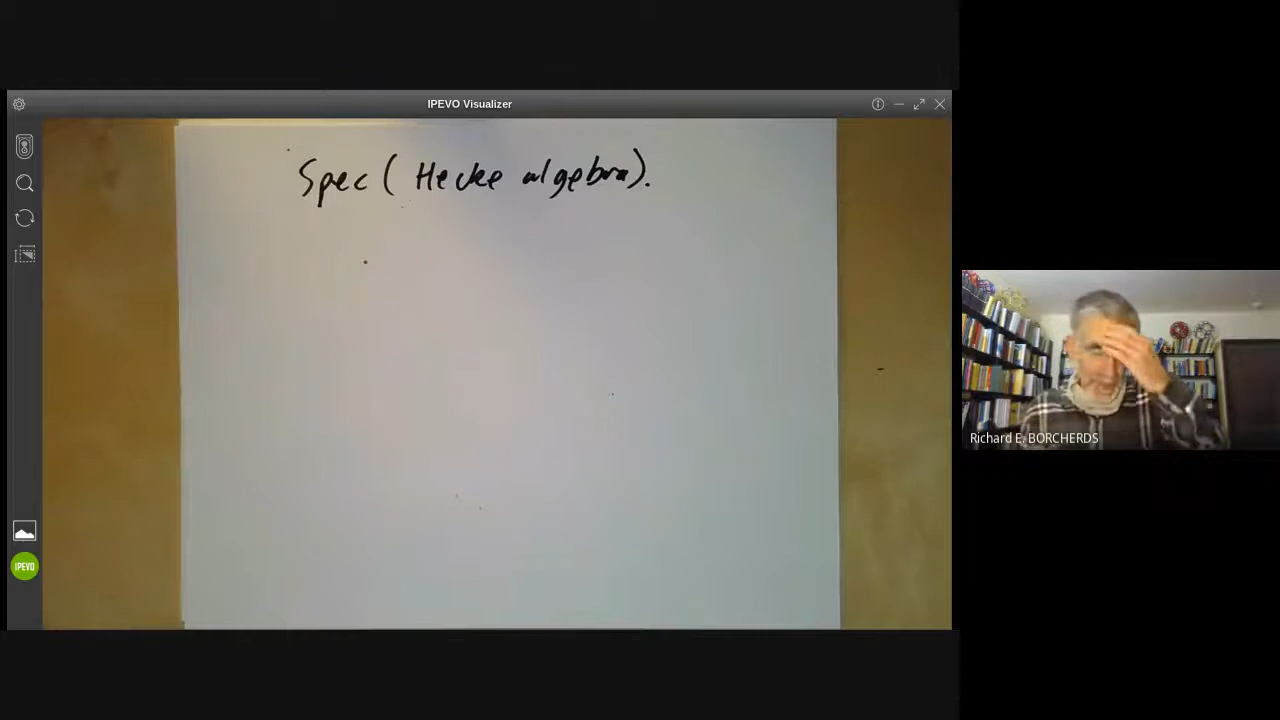 IPEVO Visualizer
Spec ( Hecke algebra).
Richard E. BORCHERDS
IPEVO